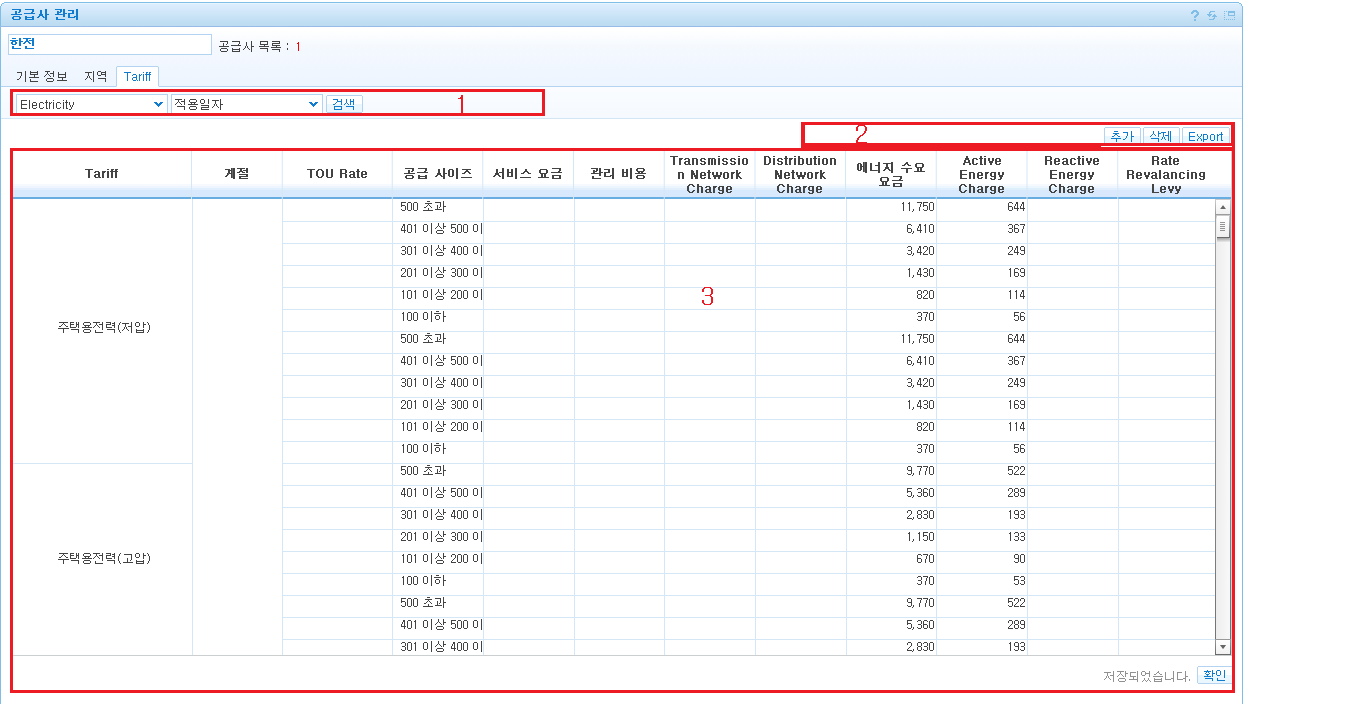 공급사 관리
한전
공급사 목록 : 1
기본 정보 지역 Tariff
Electricity 적용일자 검색 1
2 추가 삭제 Export
Tariff 계절 TOU Rate 공급 사이즈 서비스 요금 관리 비용 Transmissio n Network Charge Distribution Network Charge 에너지 수요 요금 Active Energy Charge Reactive Energy Charge Rate Revalancing Levy
500 초과 11,750 644
401 이상 500 이 6,410 367
301 이상 400 이 3,420 249
201 이상 300 이 1,430 169
101 이상 200 이 820 114
3
100 이하 370 56
주택용전력(저압)
500 초과 11,750 644
401 이상 500 이 6,410 367
301 이상 400 이 3,420 249
201 이상 300 이 1,430 169
101 이상 200 이 820 114
100 이하 370 56
500 초과 9,770 522
401 이상 500 이 5,360 289
301 이상 400 이 2,830 193
201 이상 300 이 1,150 133
주택용전력(고압)
101 이상 200 이 670 90
100 이하 370 53
500 초과 9,770 522
401 이상 500 이 5,360 289
301 이상 400 이 2,830 193
저장되었습니다. 확인